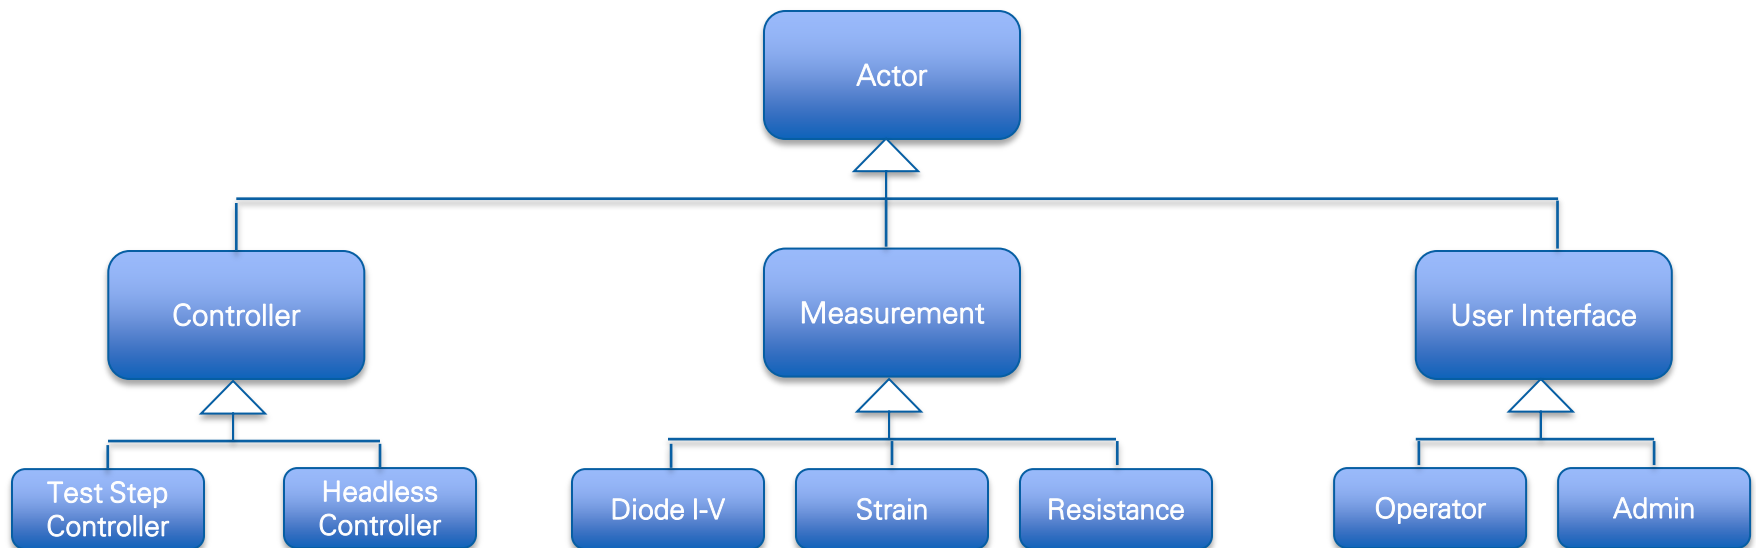 Actor
Controller
Measurement
User Interface
Test Step
Controller
Headless
Controller
Diode I-V
Strain
Resistance
Operator
Admin